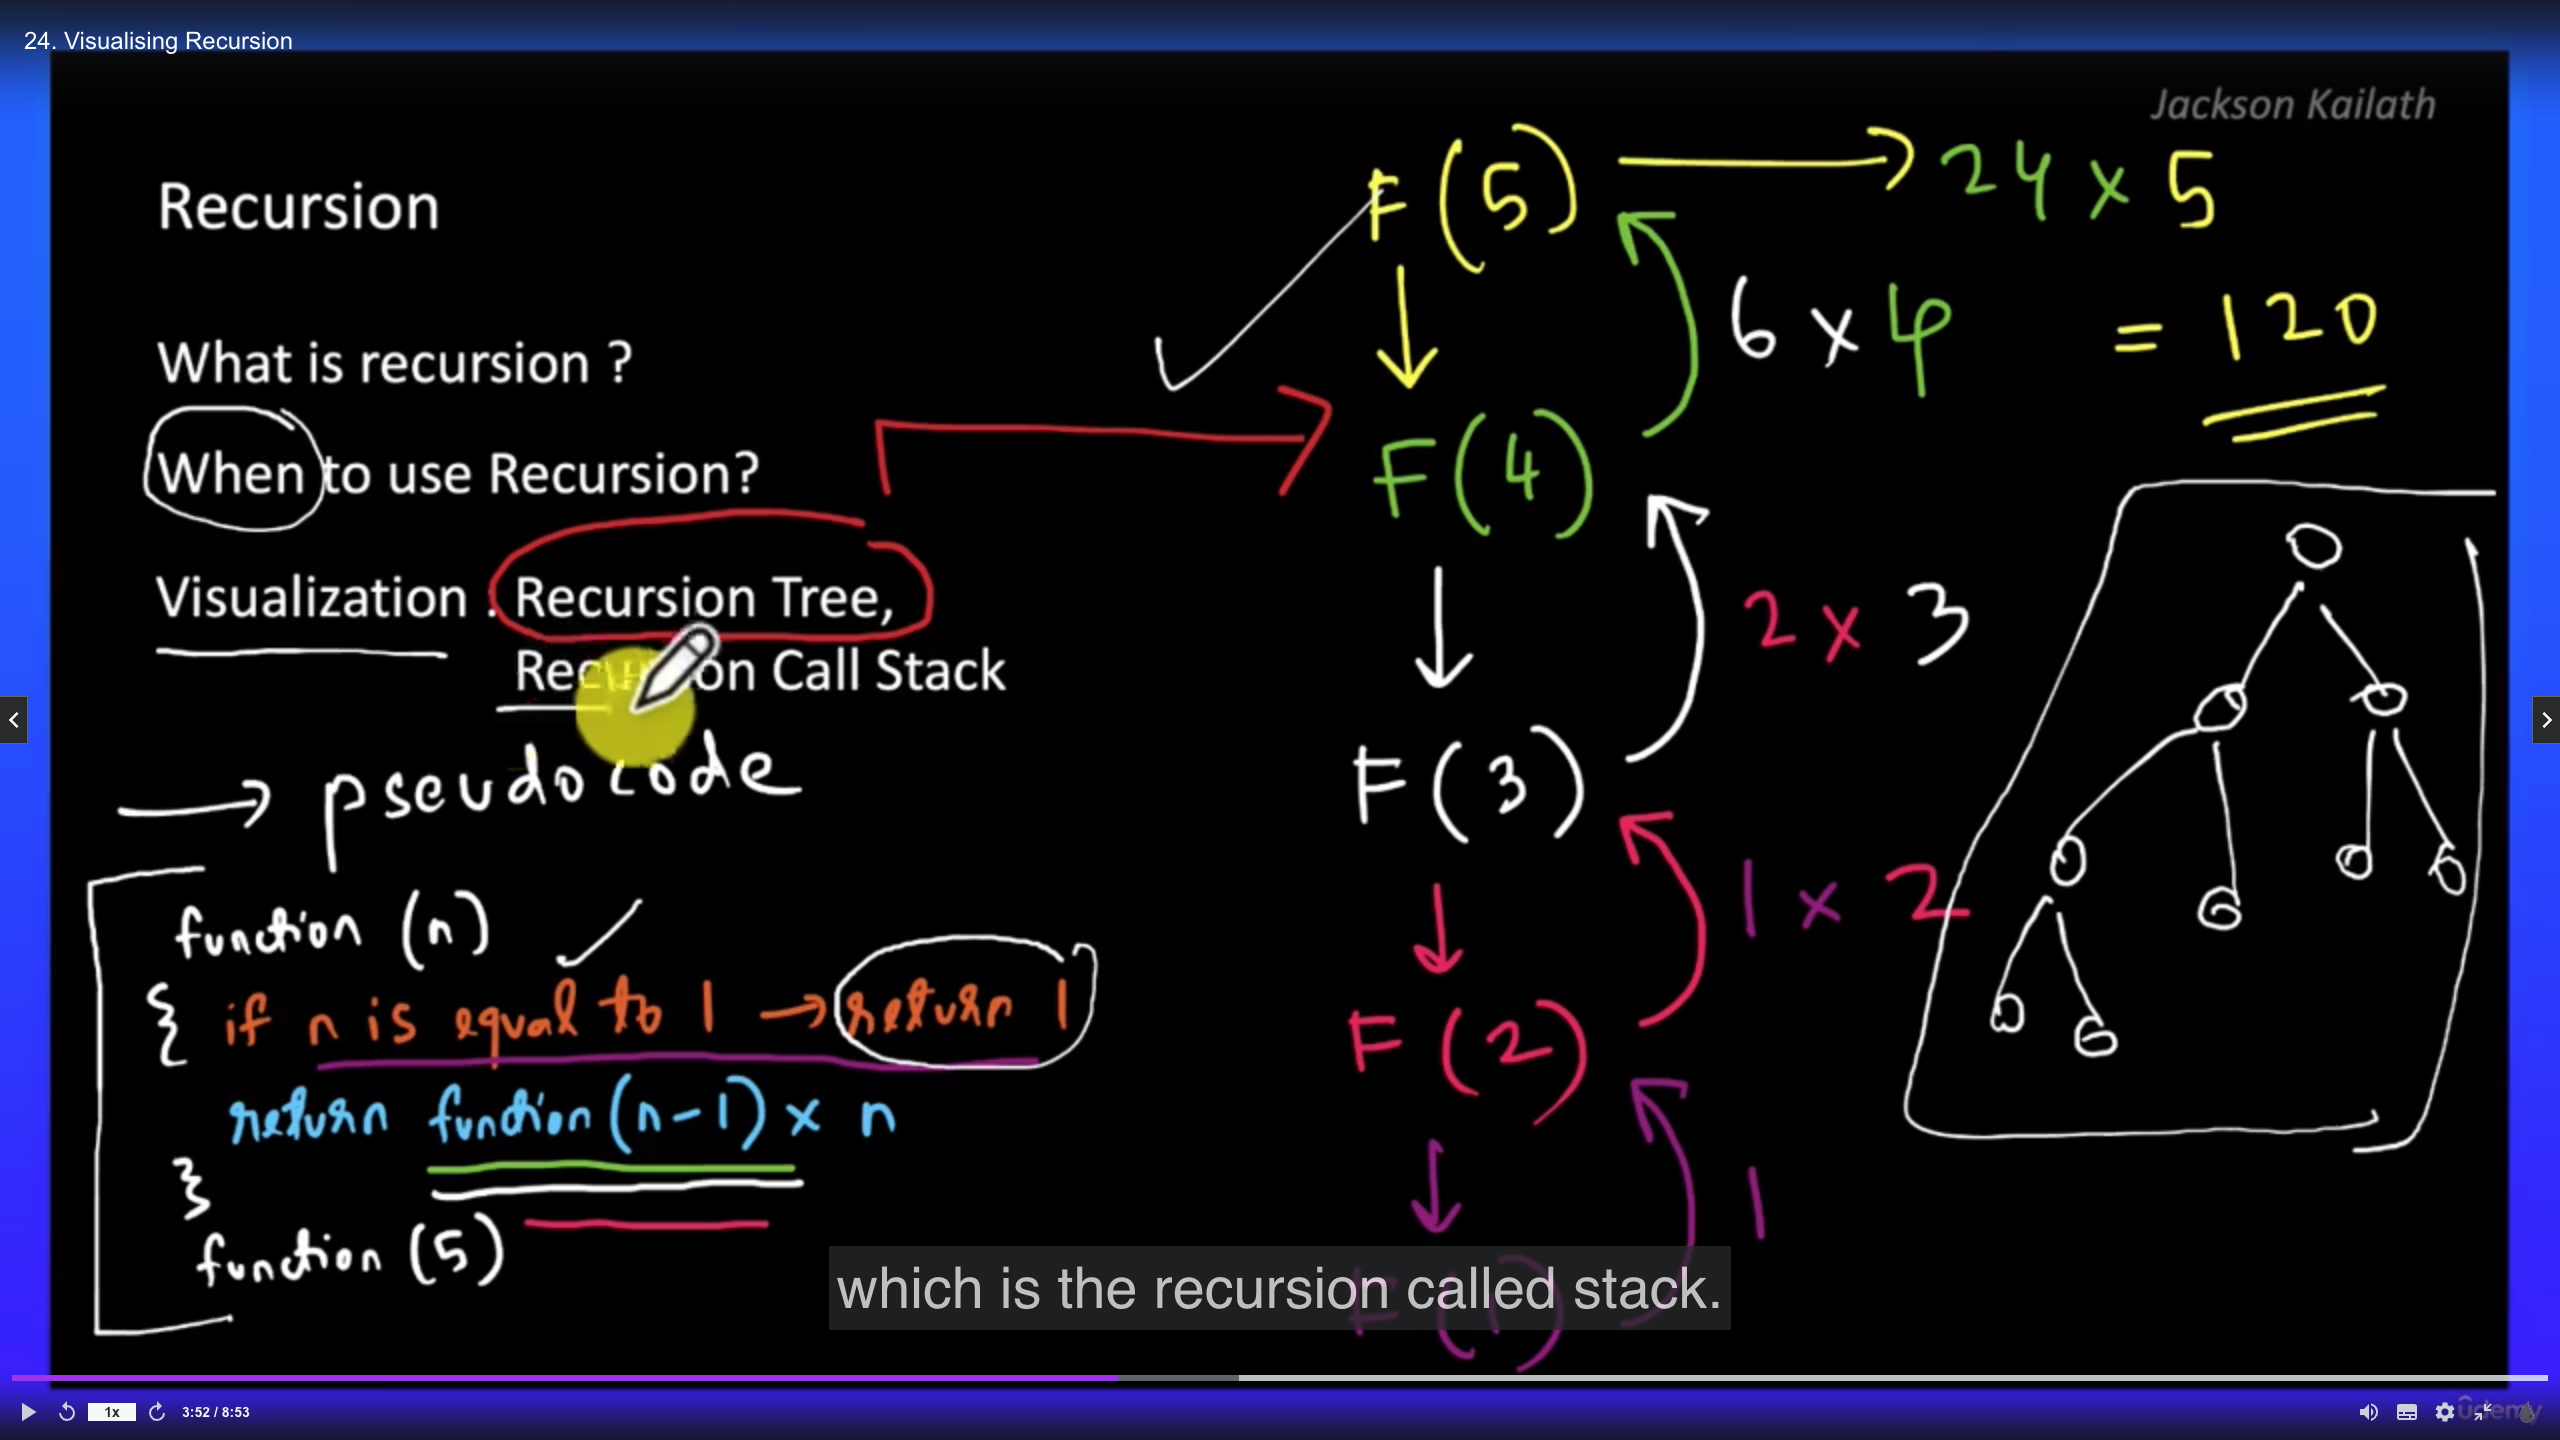 24. Visualising Recursion
Jackson Kailath
Recursion
What is recursion ?
When to use Recursion?
Visualization : Recursion Tree,
Recursion Call Stack
→ pseudocode
function (n)
{ if n is equal to 1 → return 1
return function (n-1) x n
}
function (5)
F (5) → 24 x 5
= 120
6 x 4
F (4)
2 x 3
F (3)
1 x 2
F (2)
1
F (1)
which is the recursion called stack.
1x
3:52 / 8:53
ûdemy